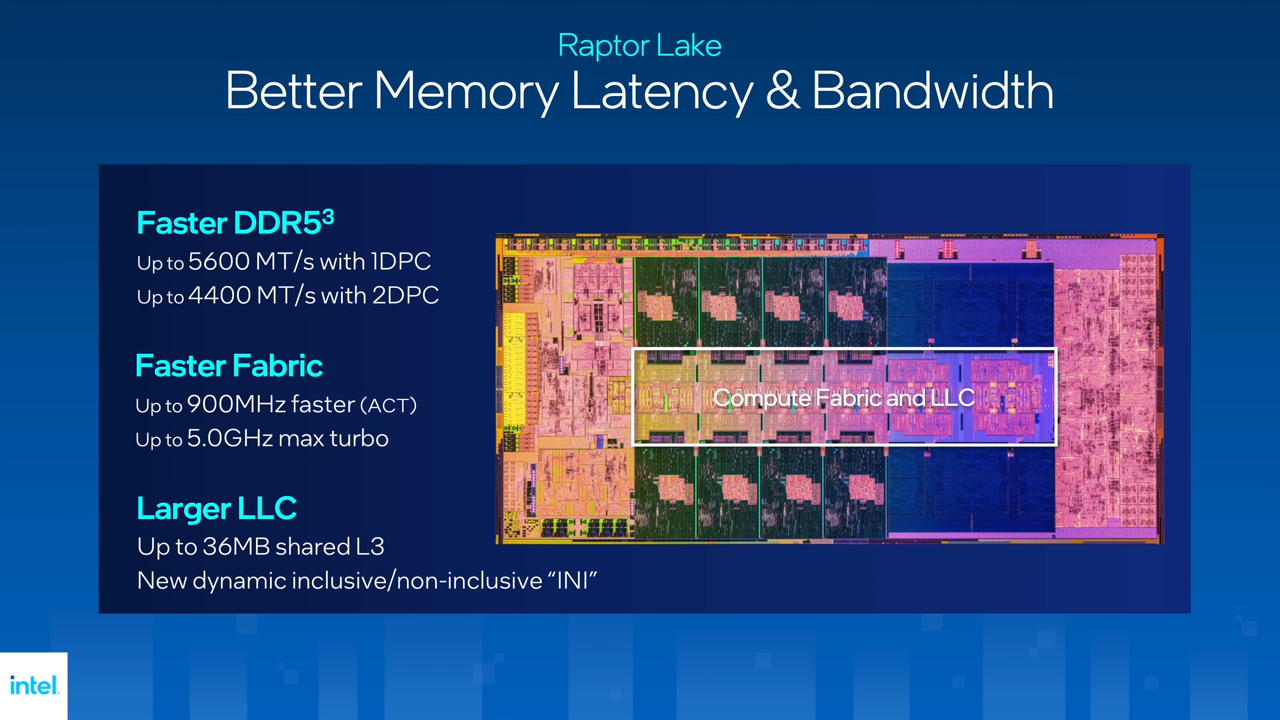 Raptor Lake
Better Memory Latency & Bandwidth
Faster DDR5³
Up to 5600 MT/s with 1DPC
Up to 4400 MT/s with 2DPC
Faster Fabric
Up to 900MHz faster (ACT)
Up to 5.0GHz max turbo
Larger LLC
Up to 36MB shared L3
New dynamic inclusive/non-inclusive “INI”
Compute Fabric and LLC
intel.